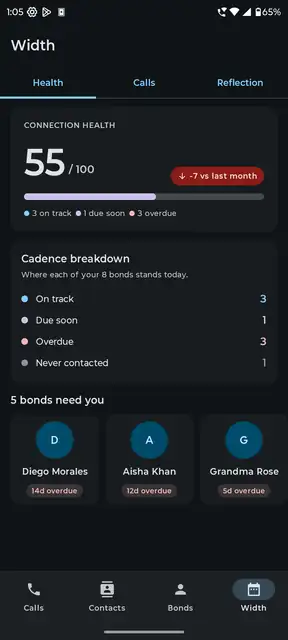 1:05
65%
Width
Health
Calls
Reflection
CONNECTION HEALTH
55 / 100
↓ -7 vs last month
3 on track
1 due soon
3 overdue
Cadence breakdown
Where each of your 8 bonds stands today.
On track 3
Due soon 1
Overdue 3
Never contacted 1
5 bonds need you
D
A
G
Diego Morales
Aisha Khan
Grandma Rose
14d overdue
12d overdue
5d overdue
Calls
Contacts
Bonds
Width